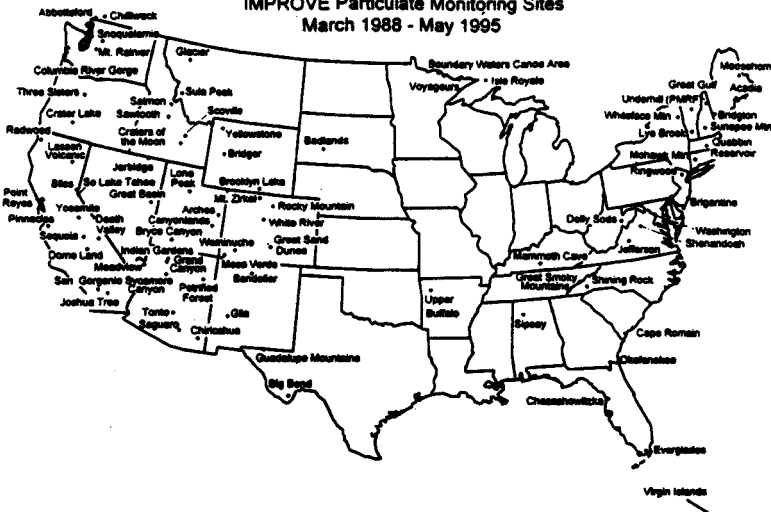 IMPROVE Particulate Monitoring Sites
March 1988 - May 1995
Abbotsford
Chilliwack
Snoqualamie
Mt. Rainier
Columbia River Gorge
Three Sisters
Crater Lake
Redwood
Lassen
Volcanic
Glacier
Sula Peak
Salmon
Sawtooth
Scoville
Craters of
the Moon
Yellowstone
Bridger
Badlands
Boundary Waters Canoe Area
Voyageurs
Isle Royale
Moosehorn
Great Gulf
Acadia
Underhill (PMRF)
Whiteface Mtn
Bridgton
Sunapee Mtn
Lye Brook
Quabbin
Reservoir
Mohawk Mtn
Ringwood
Brigantine
Jarbidge
Lone
Peak
Brooklyn Lake
Bliss
So Lake Tahoe
Great Basin
Mt. Zirkel
Rocky Mountain
Point
Reyes
Pinnacles
Yosemite
Death
Valley
Arches
Canyonlands
Bryce Canyon
White River
Great Sand
Dunes
Weminuche
Sequoia
Dome Land
Indian Gardens
Meadview
Grand
Canyon
Mesa Verde
Bandelier
San Gorgonio
Sycamore
Canyon
Petrified
Forest
Joshua Tree
Tonto
Saguaro
Gila
Chiricahua
Guadalupe Mountains
Big Bend
Dolly Sods
Washington
Shenandoah
Jefferson
Mammoth Cave
Great Smoky
Mountains
Shining Rock
Upper
Buffalo
Sipsey
Cape Romain
Okefenokee
Chassahowitzka
Everglades
Virgin Islands